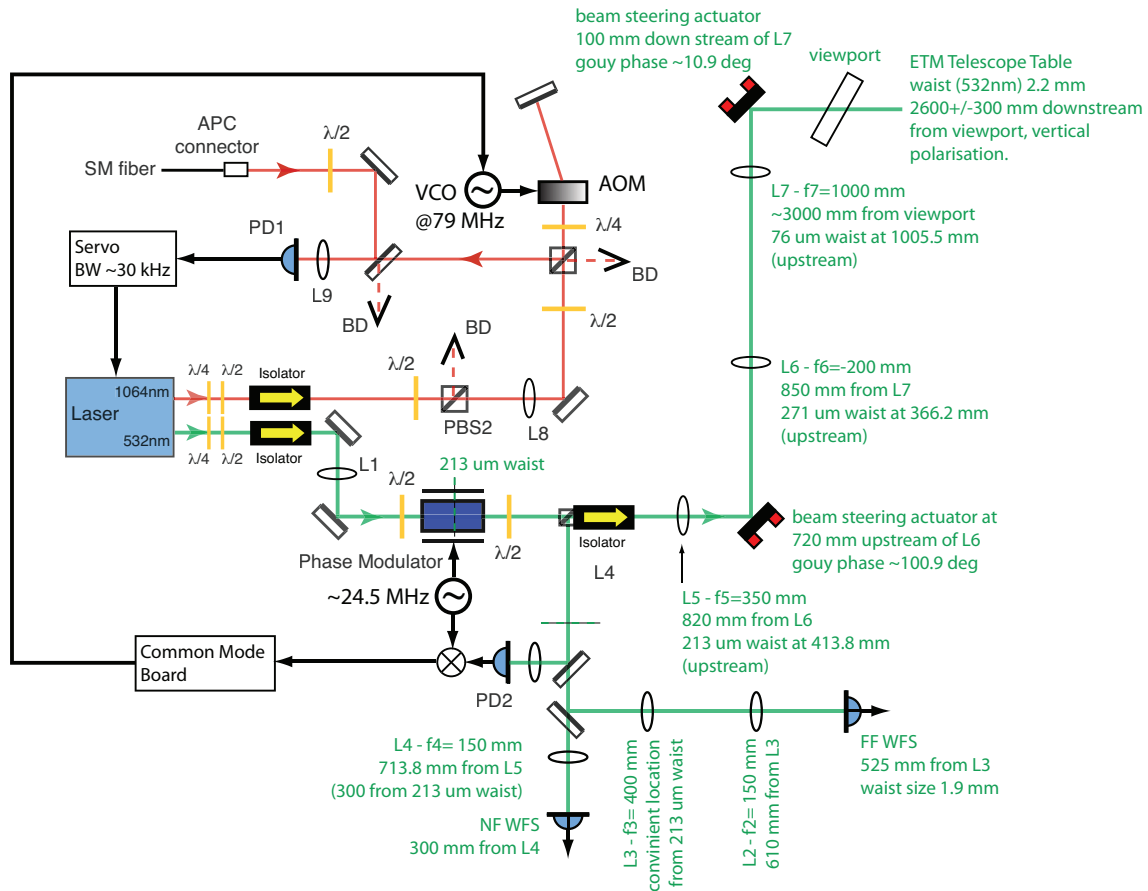 beam steering actuator
100 mm down stream of L7
gouy phase ~10.9 deg
viewport
ETM Telescope Table
waist (532nm) 2.2 mm
2600+/-300 mm downstream
from viewport, vertical
polarisation.
APC
connector
λ/2
SM fiber
VCO
@79 MHz
AOM
λ/4
L7 - f7=1000 mm
~3000 mm from viewport
76 um waist at 1005.5 mm
(upstream)
PD1
Servo
BW ~30 kHz
L9
BD
BD
λ/2
BD
L6 - f6=-200 mm
850 mm from L7
271 um waist at 366.2 mm
(upstream)
λ/4
λ/2
Isolator
λ/2
1064nm
Laser
532nm
PBS2
L8
λ/4
λ/2
Isolator
L1
213 um waist
λ/2
λ/2
Phase Modulator
Isolator
L4
beam steering actuator at
720 mm upstream of L6
gouy phase ~100.9 deg
~24.5 MHz
L5 - f5=350 mm
820 mm from L6
213 um waist at 413.8 mm
(upstream)
Common Mode
Board
PD2
L4 - f4= 150 mm
713.8 mm from L5
(300 from 213 um waist)
NF WFS
300 mm from L4
L3 - f3= 400 mm
convinient location
from 213 um waist
L2 - f2= 150 mm
610 mm from L3
FF WFS
525 mm from L3
waist size 1.9 mm